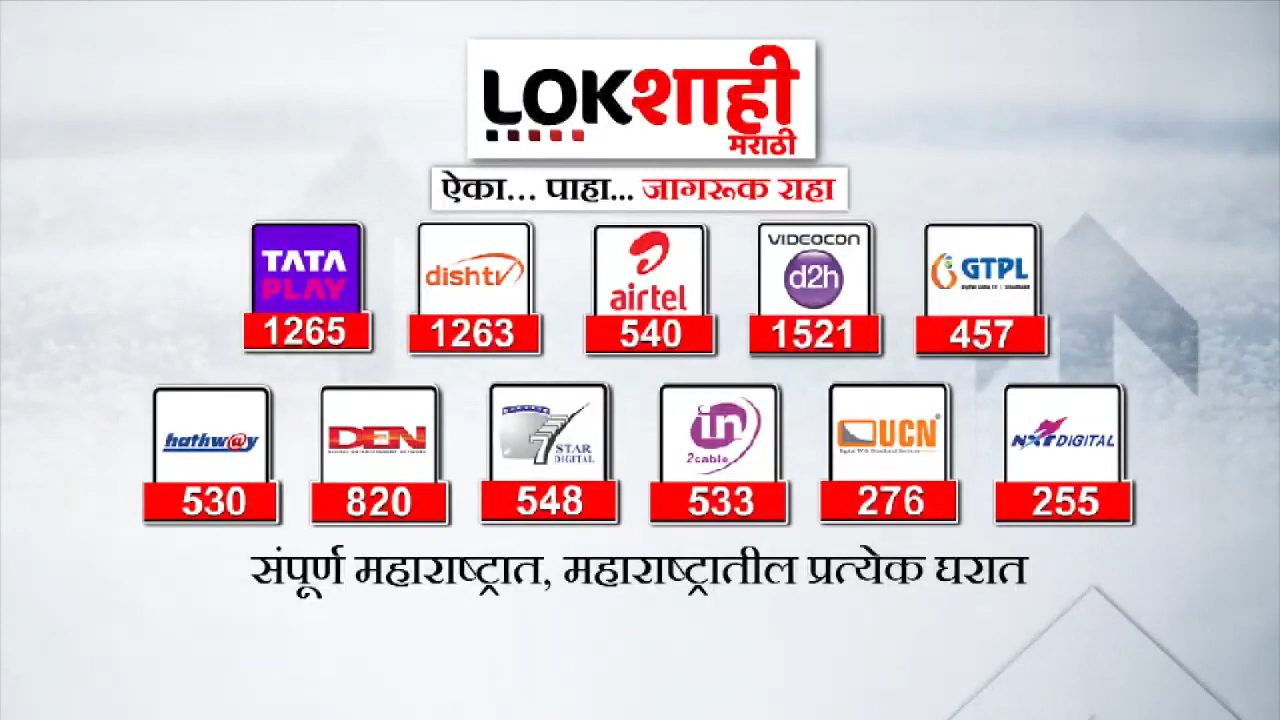 LOKशाही
मराठी
ऐका... पाहा... जागरूक राहा
TATA PLAY
dishtv
airtel
VIDEOCON d2h
GTPL
1265
1263
540
1521
457
hathw@y
DEN
7 STAR DIGITAL
in 2cable
UCN
NXT DIGITAL
530
820
548
533
276
255
संपूर्ण महाराष्ट्रात, महाराष्ट्रातील प्रत्येक घरात